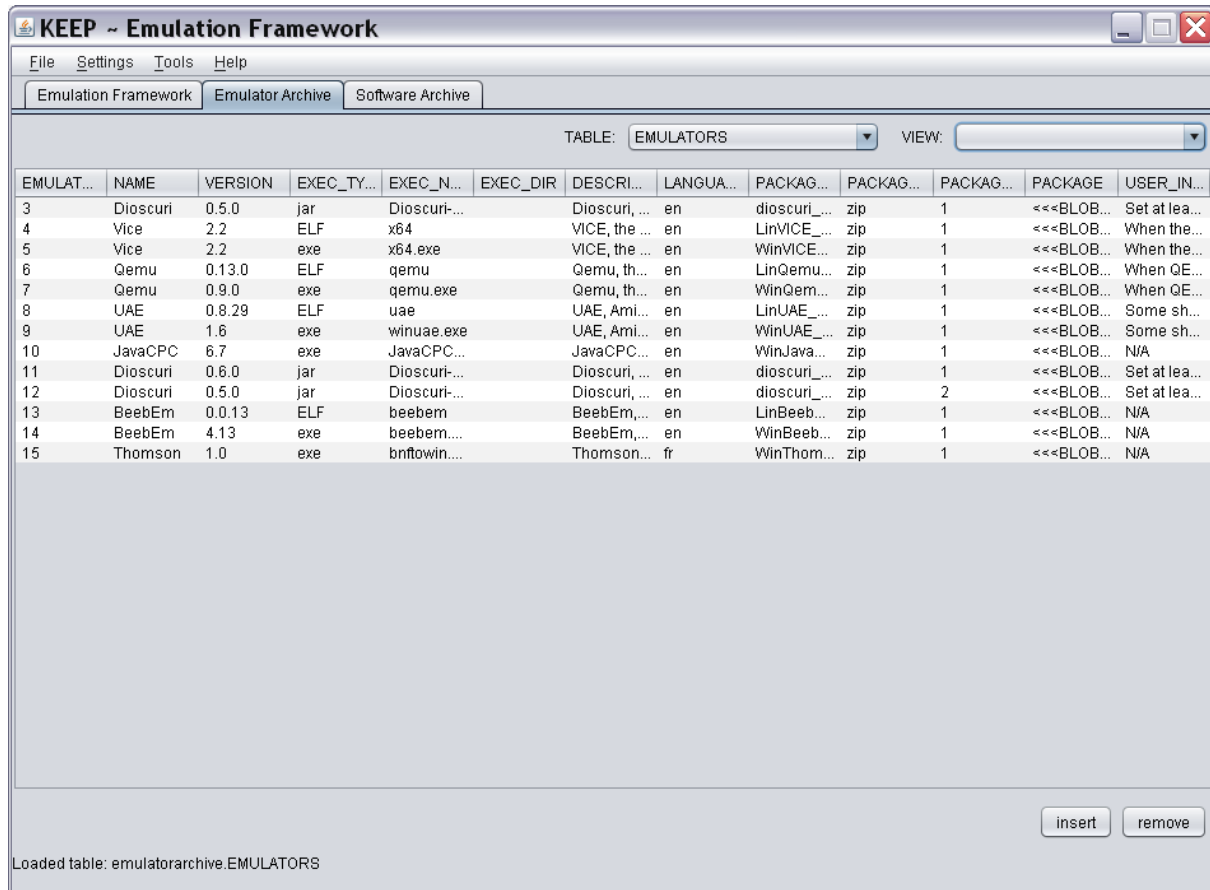 KEEP ~ Emulation Framework
File Settings Tools Help
Emulation Framework Emulator Archive Software Archive
TABLE: EMULATORS VIEW:
EMULAT... NAME VERSION EXEC_TY... EXEC_N... EXEC_DIR DESCRI... LANGUA... PACKAG... PACKAG... PACKAG... PACKAGE USER_IN...
3 Dioscuri 0.5.0 jar Dioscuri-... Dioscuri, ... en dioscuri_... zip 1 <<<BLOB... Set at lea...
4 Vice 2.2 ELF x64 VICE, the ... en LinVICE_... zip 1 <<<BLOB... When the...
5 Vice 2.2 exe x64.exe VICE, the ... en WinVICE... zip 1 <<<BLOB... When the...
6 Qemu 0.13.0 ELF qemu Qemu, th... en LinQemu... zip 1 <<<BLOB... When QE...
7 Qemu 0.9.0 exe qemu.exe Qemu, th... en WinQem... zip 1 <<<BLOB... When QE...
8 UAE 0.8.29 ELF uae UAE, Ami... en LinUAE_... zip 1 <<<BLOB... Some sh...
9 UAE 1.6 exe winuae.exe UAE, Ami... en WinUAE_... zip 1 <<<BLOB... Some sh...
10 JavaCPC 6.7 exe JavaCPC... JavaCPC... en WinJava... zip 1 <<<BLOB... N/A
11 Dioscuri 0.6.0 jar Dioscuri-... Dioscuri, ... en dioscuri_... zip 1 <<<BLOB... Set at lea...
12 Dioscuri 0.5.0 jar Dioscuri-... Dioscuri, ... en dioscuri_... zip 2 <<<BLOB... Set at lea...
13 BeebEm 0.0.13 ELF beebem BeebEm,... en LinBeeb... zip 1 <<<BLOB... N/A
14 BeebEm 4.13 exe beebem.... BeebEm,... en WinBeeb... zip 1 <<<BLOB... N/A
15 Thomson 1.0 exe bnftowin.... Thomson... fr WinThom... zip 1 <<<BLOB... N/A
insert remove
Loaded table: emulatorarchive.EMULATORS